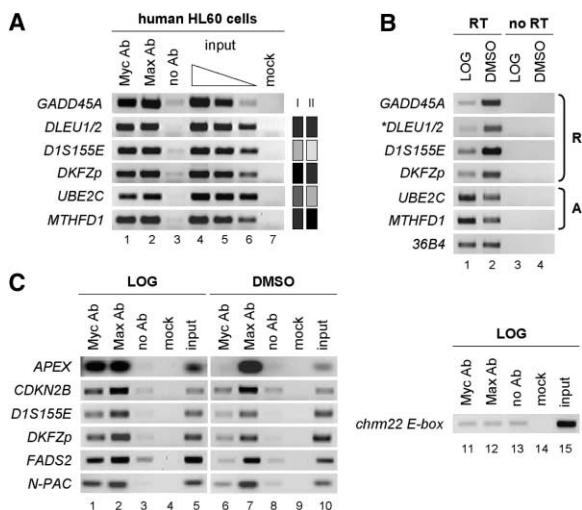 A
human HL60 cells
Myc Ab Max Ab no Ab input mock
I II
GADD45A
DLEU1/2
D1S155E
DKFZp
UBE2C
MTHFD1
1 2 3 4 5 6 7
B
RT no RT
LOG DMSO LOG DMSO
GADD45A
*DLEU1/2
D1S155E
DKFZp
R
UBE2C
MTHFD1
A
36B4
1 2 3 4
C
LOG DMSO
Myc Ab Max Ab no Ab mock input Myc Ab Max Ab no Ab mock input
APEX
CDKN2B
D1S155E
DKFZp
FADS2
N-PAC
1 2 3 4 5 6 7 8 9 10
LOG
Myc Ab Max Ab no Ab mock input
chm22 E-box
11 12 13 14 15